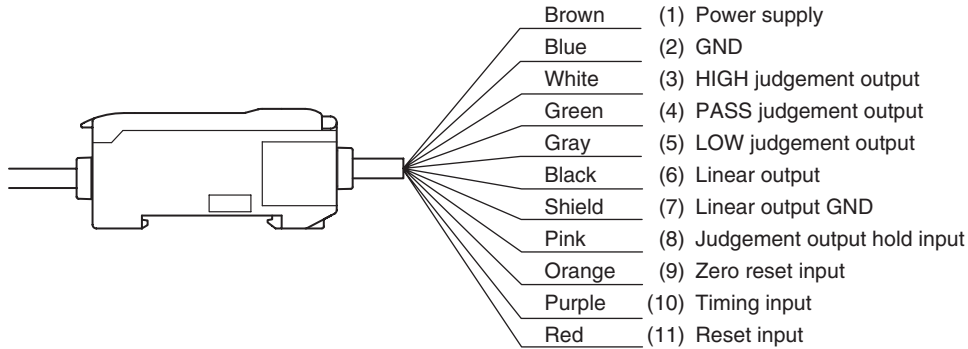 Brown (1) Power supply
Blue (2) GND
White (3) HIGH judgement output
Green (4) PASS judgement output
Gray (5) LOW judgement output
Black (6) Linear output
Shield (7) Linear output GND
Pink (8) Judgement output hold input
Orange (9) Zero reset input
Purple (10) Timing input
Red (11) Reset input